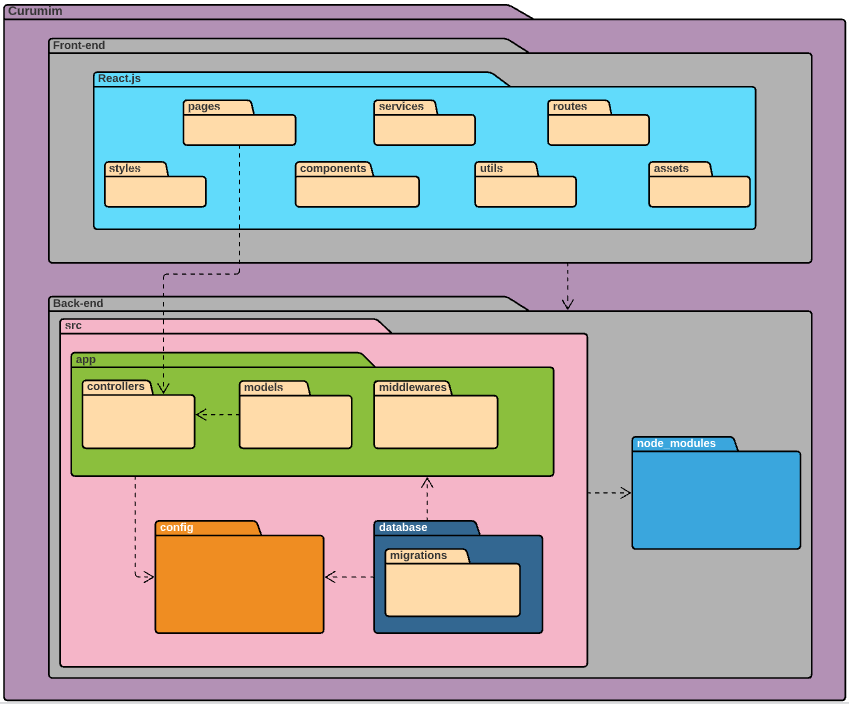 Curumim
Front-end
React.js
pages
services
routes
styles
components
utils
assets
Back-end
src
app
controllers
models
middlewares
node_modules
config
database
migrations